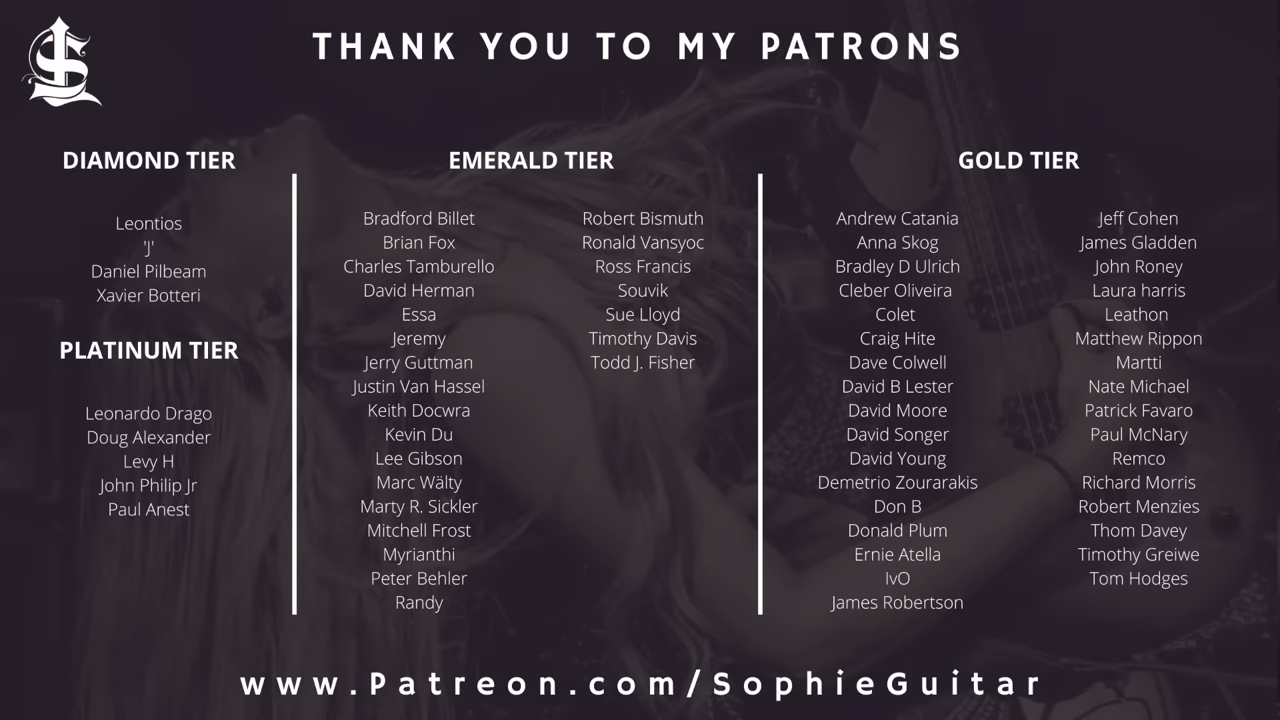 THANK YOU TO MY PATRONS
DIAMOND TIER
Leontios
'J'
Daniel Pilbeam
Xavier Botteri
PLATINUM TIER
Leonardo Drago
Doug Alexander
Levy H
John Philip Jr
Paul Anest
EMERALD TIER
Bradford Billet
Brian Fox
Charles Tamburello
David Herman
Essa
Jeremy
Jerry Guttman
Justin Van Hassel
Keith Docwra
Kevin Du
Lee Gibson
Marc Wälty
Marty R. Sickler
Mitchell Frost
Myrianthi
Peter Behler
Randy
Robert Bismuth
Ronald Vansyoc
Ross Francis
Souvik
Sue Lloyd
Timothy Davis
Todd J. Fisher
GOLD TIER
Andrew Catania
Anna Skog
Bradley D Ulrich
Cleber Oliveira
Colet
Craig Hite
Dave Colwell
David B Lester
David Moore
David Songer
David Young
Demetrio Zourarakis
Don B
Donald Plum
Ernie Atella
IvO
James Robertson
Jeff Cohen
James Gladden
John Roney
Laura harris
Leathon
Matthew Rippon
Martti
Nate Michael
Patrick Favaro
Paul McNary
Remco
Richard Morris
Robert Menzies
Thom Davey
Timothy Greiwe
Tom Hodges
www.Patreon.com/SophieGuitar